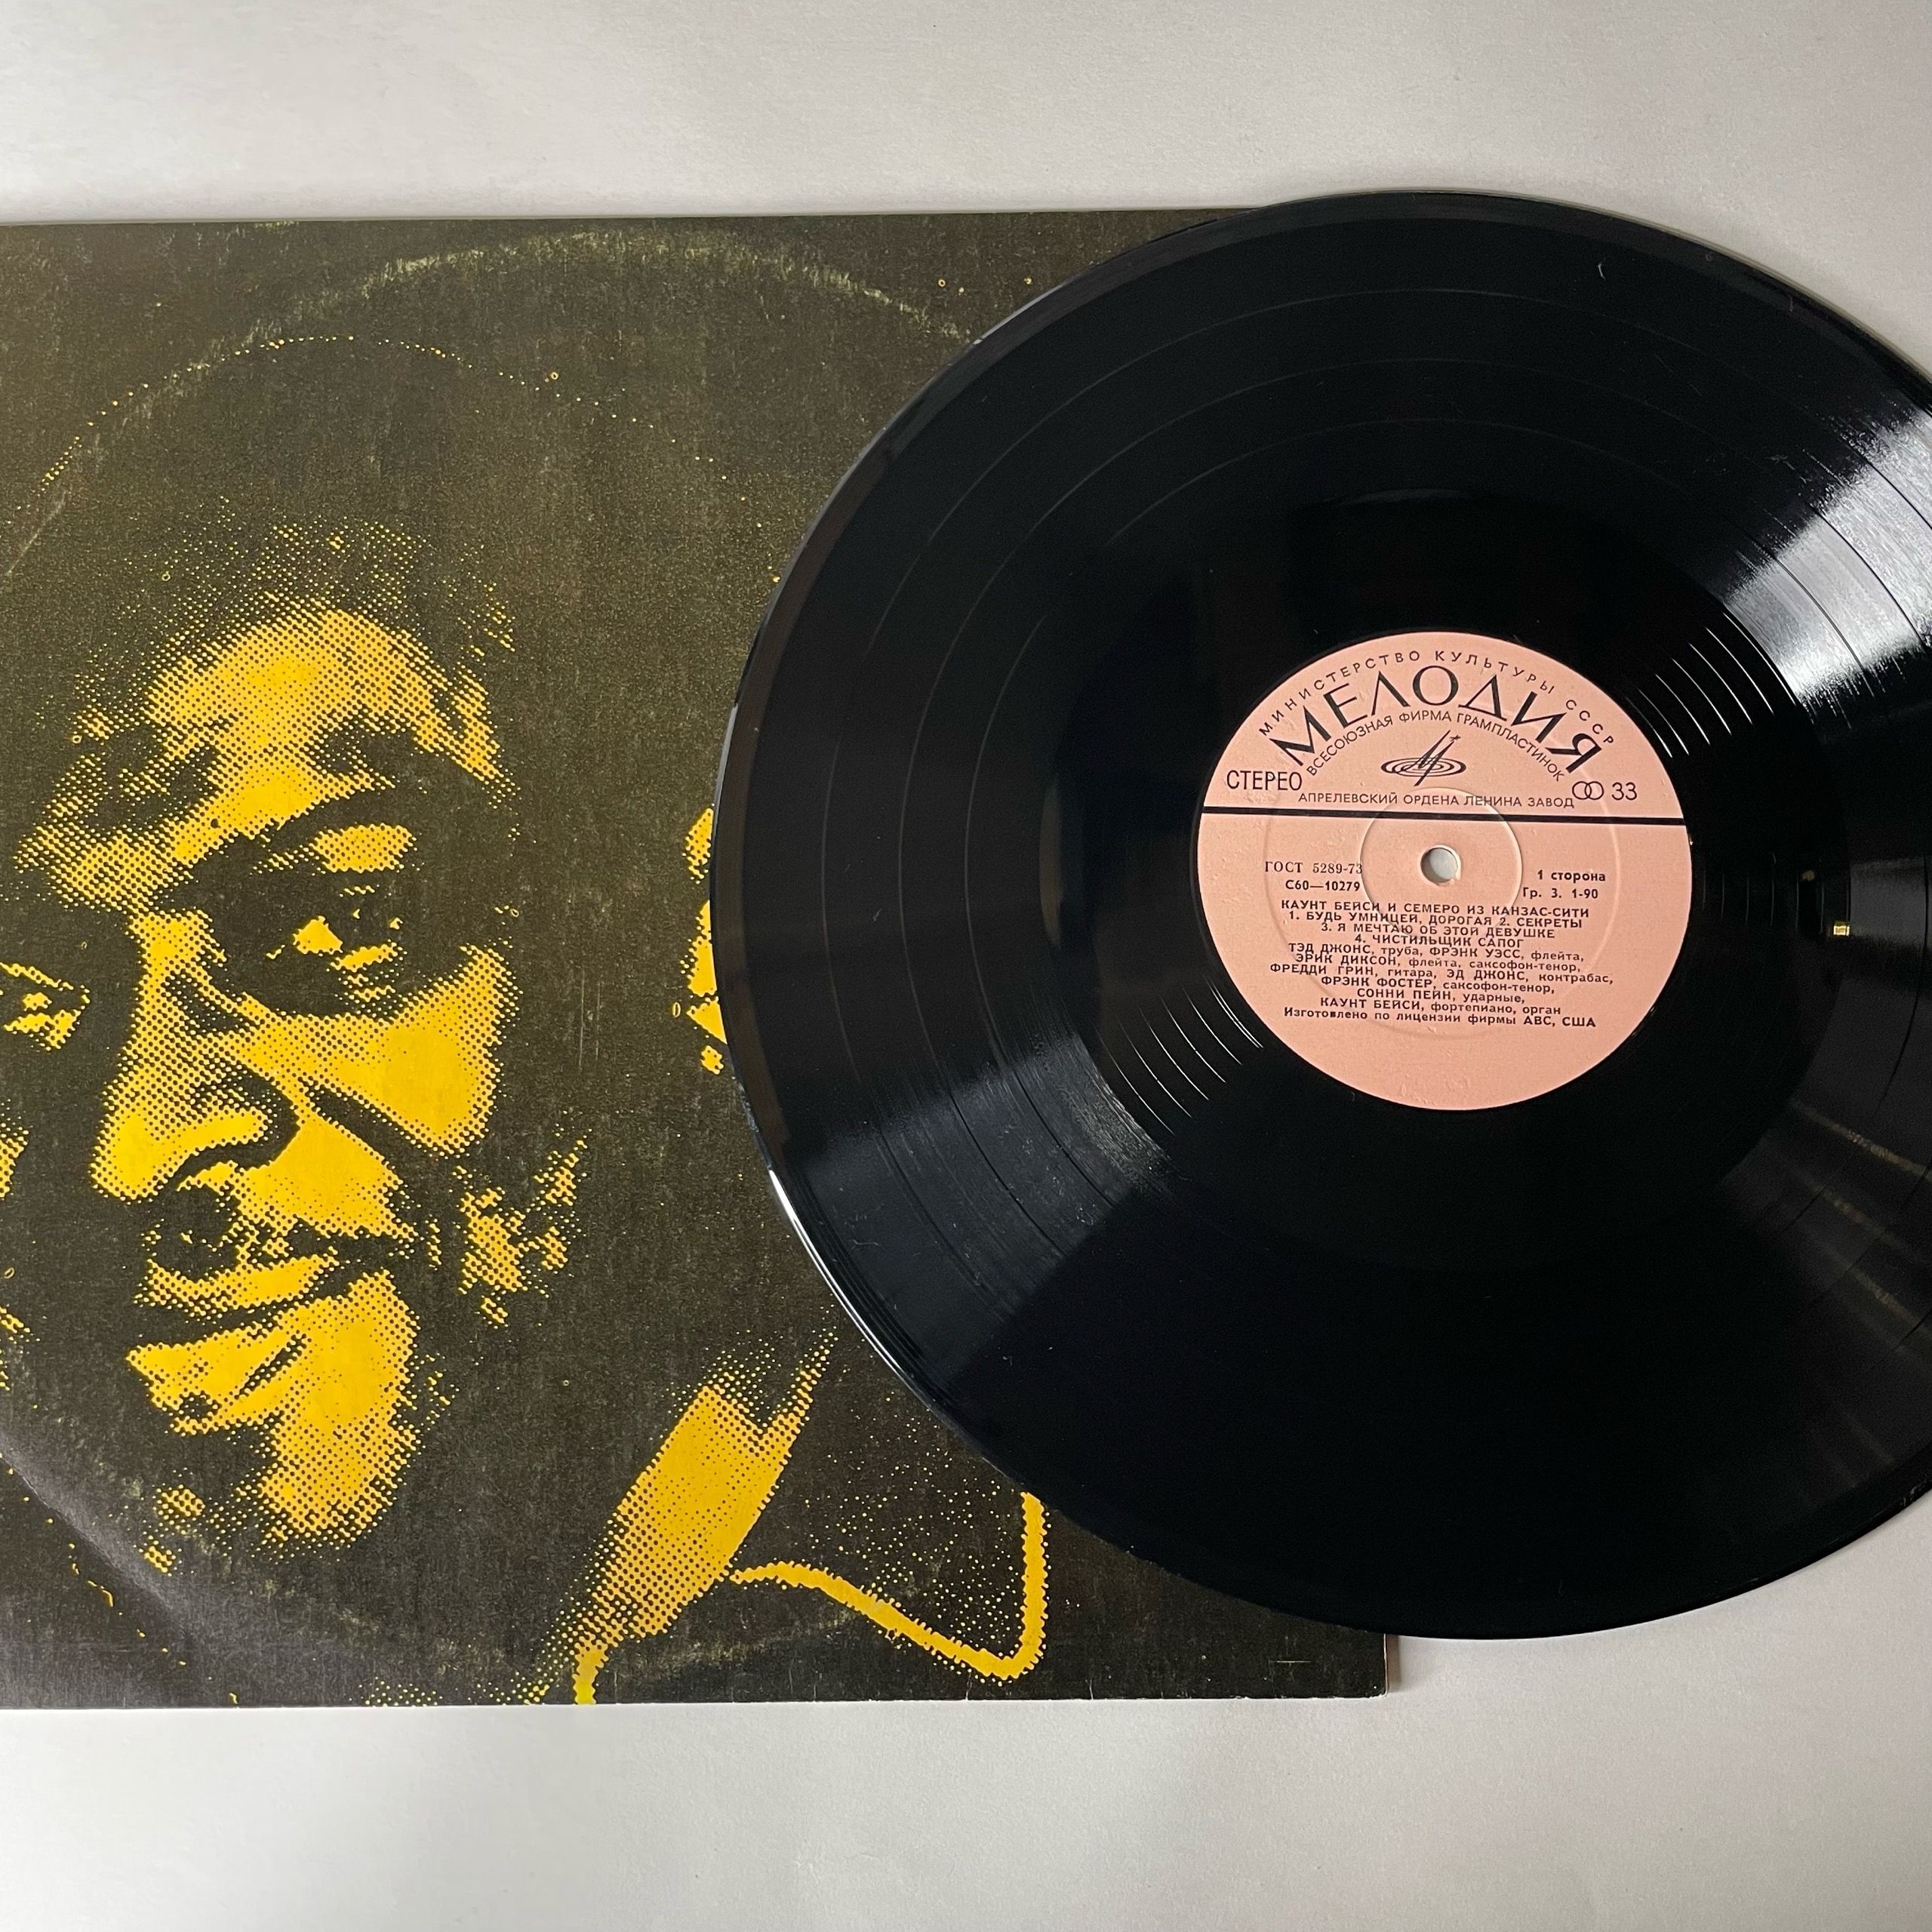 МИНИСТЕРСТВО КУЛЬТУРЫ СССР
МЕЛОДИЯ
ВСЕСОЮЗНАЯ ФИРМА ГРАМПЛАСТИНОК
СТЕРЕО
33
АПРЕЛЕВСКИЙ ОРДЕНА ЛЕНИНА ЗАВОД
ГОСТ 5289-73
1 сторона
С60—10279
Гр. 3. 1-90
КАУНТ БЕЙСИ И СЕМЕРО ИЗ КАНЗАС-СИТИ
1. БУДЬ УМНИЦЕЙ, ДОРОГАЯ 2. СЕКРЕТЫ
3. Я МЕЧТАЮ ОБ ЭТОЙ ДЕВУШКЕ
4. ЧИСТИЛЬЩИК САПОГ
ТЭД ДЖОНС, труба, ФРЭНК УЭСС, флейта,
ЭРИК ДИКСОН, флейта, саксофон-тенор,
ФРЕДДИ ГРИН, гитара, ЭД ДЖОНС, контрабас,
ФРЭНК ФОСТЕР, саксофон-тенор,
СОННИ ПЕЙН, ударные,
КАУНТ БЕЙСИ, фортепиано, орган
Изготовлено по лицензии фирмы ABC, США